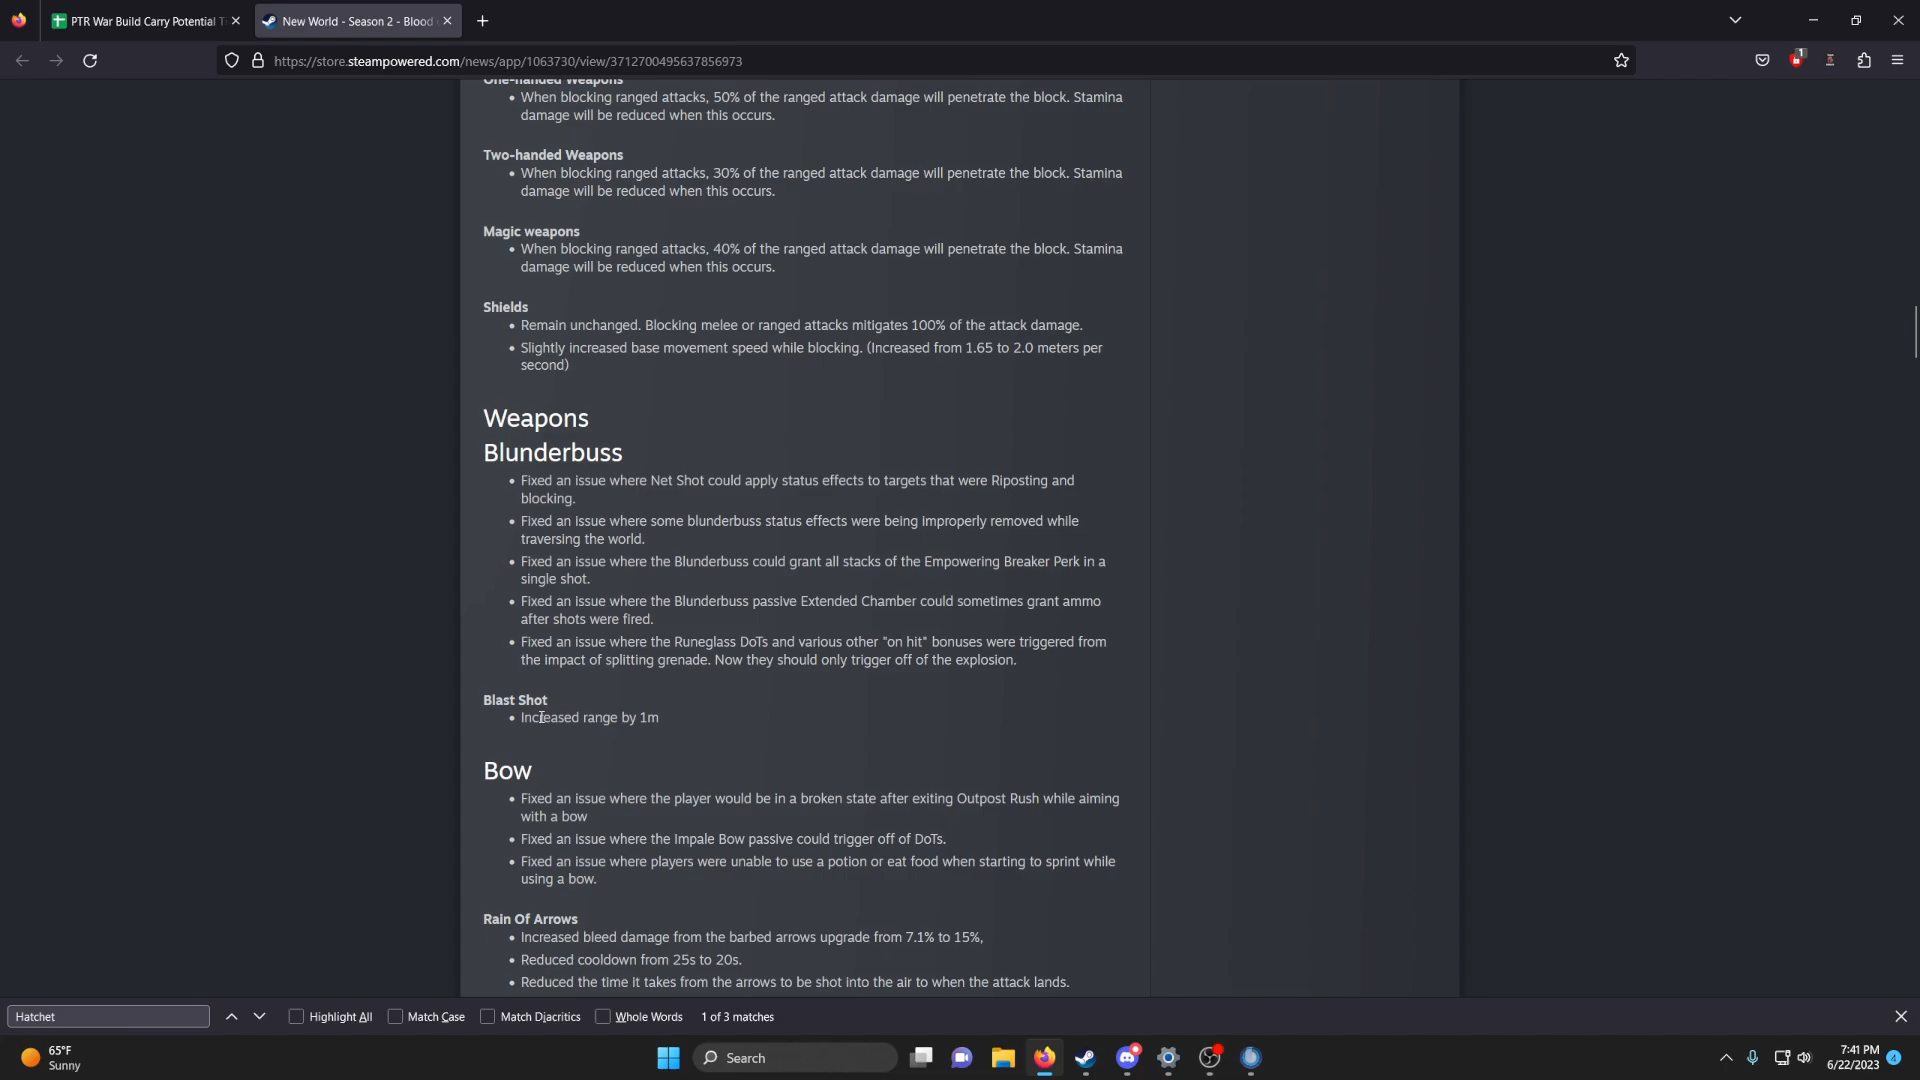 PTR War Build Carry Potential T
New World - Season 2 - Blood
https://store.steampowered.com/news/app/1063730/view/3712700495637856973
1
One-handed Weapons
When blocking ranged attacks, 50% of the ranged attack damage will penetrate the block. Stamina
damage will be reduced when this occurs.
Two-handed Weapons
When blocking ranged attacks, 30% of the ranged attack damage will penetrate the block. Stamina
damage will be reduced when this occurs.
Magic weapons
When blocking ranged attacks, 40% of the ranged attack damage will penetrate the block. Stamina
damage will be reduced when this occurs.
Shields
Remain unchanged. Blocking melee or ranged attacks mitigates 100% of the attack damage.
Slightly increased base movement speed while blocking. (Increased from 1.65 to 2.0 meters per
second)
Weapons
Blunderbuss
Fixed an issue where Net Shot could apply status effects to targets that were Riposting and
blocking.
Fixed an issue where some blunderbuss status effects were being improperly removed while
traversing the world.
Fixed an issue where the Blunderbuss could grant all stacks of the Empowering Breaker Perk in a
single shot.
Fixed an issue where the Blunderbuss passive Extended Chamber could sometimes grant ammo
after shots were fired.
Fixed an issue where the Runeglass DoTs and various other "on hit" bonuses were triggered from
the impact of splitting grenade. Now they should only trigger off of the explosion.
Blast Shot
Increased range by 1m
Bow
Fixed an issue where the player would be in a broken state after exiting Outpost Rush while aiming
with a bow
Fixed an issue where the Impale Bow passive could trigger off of DoTs.
Fixed an issue where players were unable to use a potion or eat food when starting to sprint while
using a bow.
Rain Of Arrows
Increased bleed damage from the barbed arrows upgrade from 7.1% to 15%,
Reduced cooldown from 25s to 20s.
Reduced the time it takes from the arrows to be shot into the air to when the attack lands.
Hatchet Highlight All Match Case Match Diacritics Whole Words 1 of 3 matches
65°F
Sunny
Search
7:41 PM
6/22/2023
4